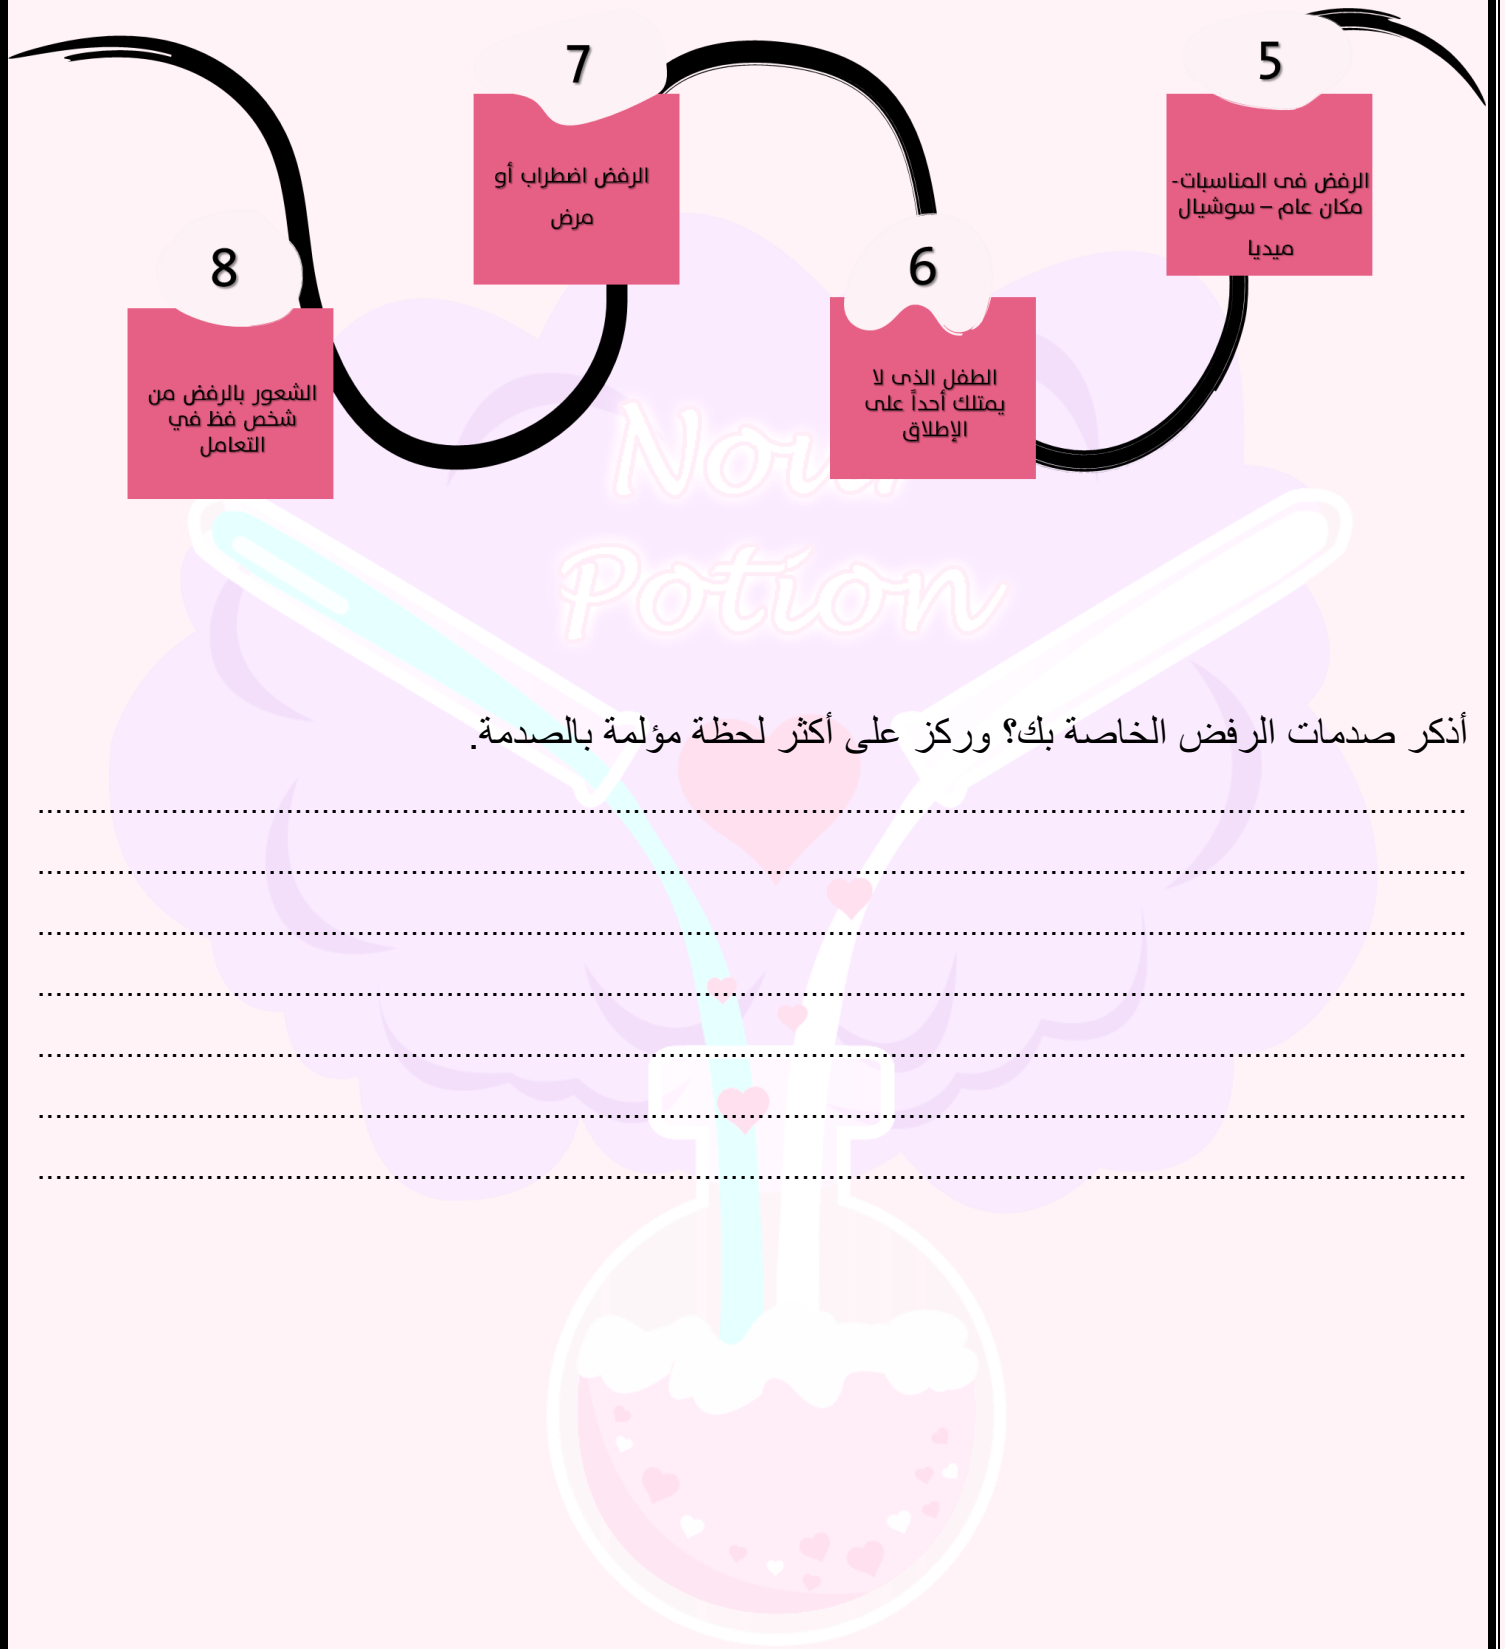 5
الرفض فى المناسبات-
مكان عام – سوشيال
ميديا
6
الطفل الذى لا
يمتلك أحداً على
الإطلاق
7
الرفض اضطراب أو
مرض
8
الشعور بالرفض من
شخص فظ في
التعامل
Nour
Potion
أذكر صدمات الرفض الخاصة بك؟ وركز على أكثر لحظة مؤلمة بالصدمة.